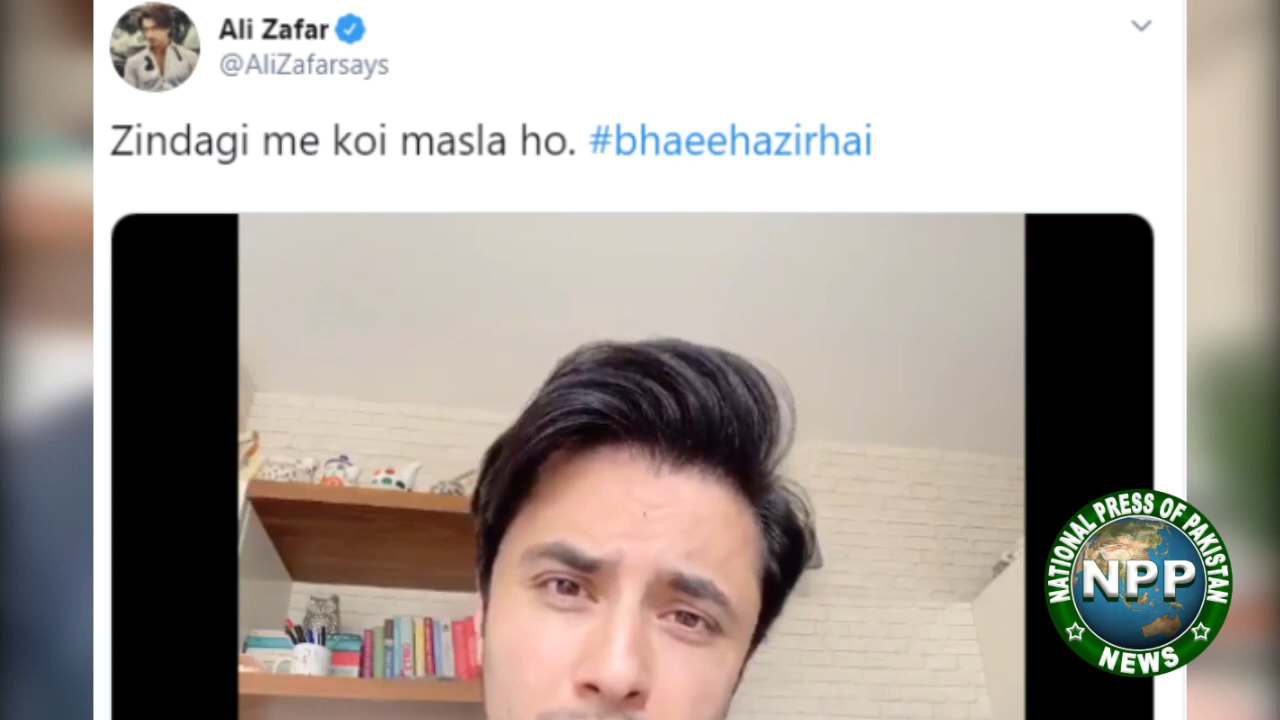 Ali Zafar
@AliZafarsays
Zindagi me koi masla ho. #bhaeehazirhai
NATIONAL PRESS OF PAKISTAN
NPP
NEWS